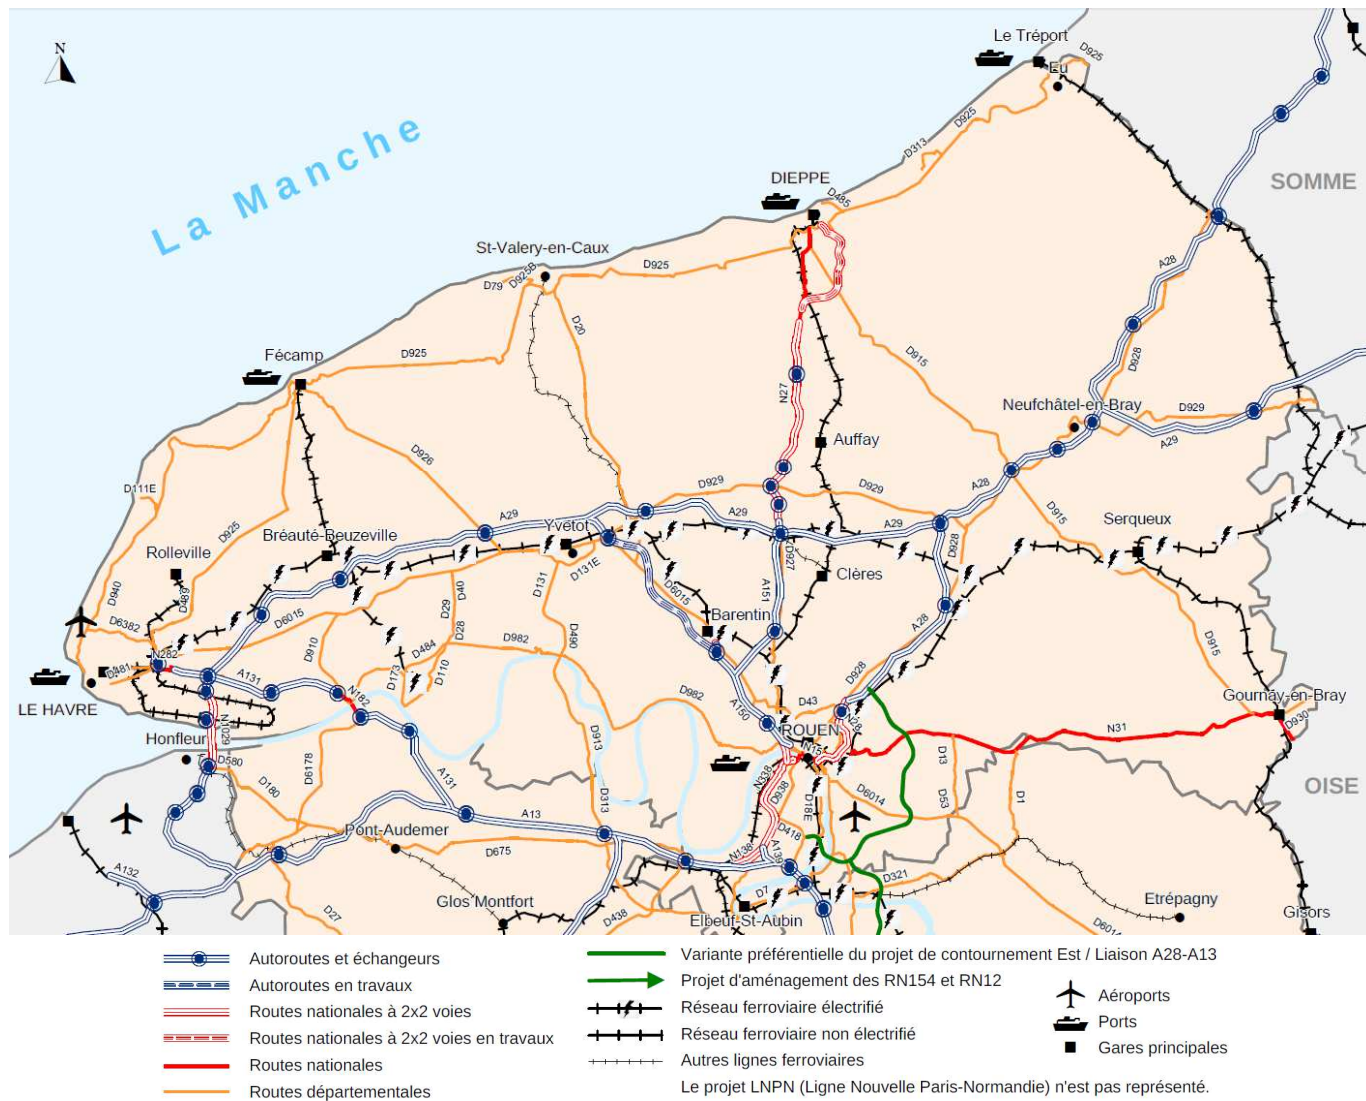 N
Le Tréport
D925
Eu
D925
D313
SOMME
La Manche
DIEPPE
D485
St-Valery-en-Caux
D925
D925B
D79
A28
D20
Fécamp
D925
D915
D928
N27
Neufchâtel-en-Bray
D929
A29
Auffay
D926
D929
D929
A28
D111E
A29
A29
A29
D915
D925
Yvetot
Serqueux
Bréauté-Beuzeville
Rolleville
D927
D928
D131E
Clères
D940
D489
D131
D40
D6015
A151
D29
D6015
Barentin
A28
D6382
D28
D910
D484
D982
D490
N282
D481
A131
D173
D110
D982
D928
D915
LE HAVRE
N182
D43
A150
Gournay-en-Bray
N1029
N28
ROUEN
N31
D930
Honfleur
N15
D580
D6178
D913
D13
OISE
D180
A131
N338
D938
D6014
D53
D1
D313
D18E
A13
Pont-Audemer
D418
D675
N138
A139
A132
D7
D321
Glos Montfort
Etrépagny
D27
D438
Elbeuf-St-Aubin
D6014
Gisors
Autoroutes et échangeurs
Autoroutes en travaux
Routes nationales à 2x2 voies
Routes nationales à 2x2 voies en travaux
Routes nationales
Routes départementales
Variante préférentielle du projet de contournement Est / Liaison A28-A13
Projet d'aménagement des RN154 et RN12
Réseau ferroviaire électrifié
Réseau ferroviaire non électrifié
Autres lignes ferroviaires
Le projet LNPN (Ligne Nouvelle Paris-Normandie) n'est pas représenté.
Aéroports
Ports
Gares principales